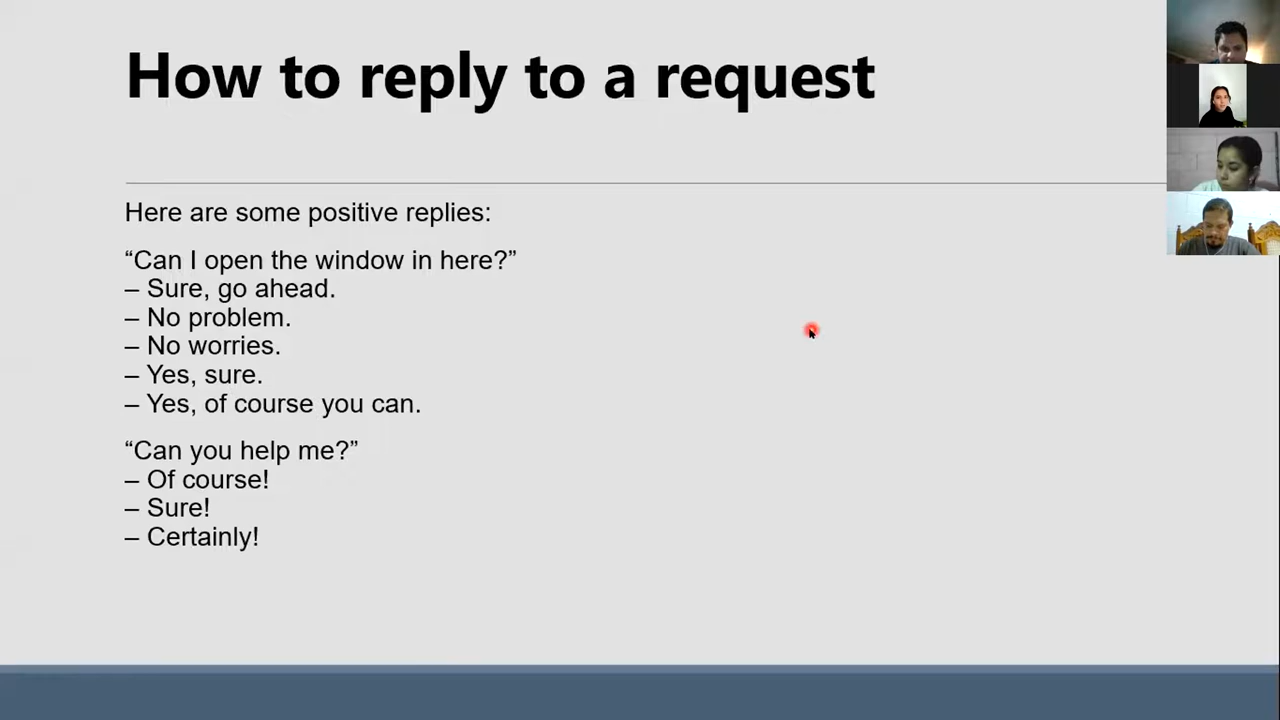 How to reply to a request
Here are some positive replies:
“Can I open the window in here?”
– Sure, go ahead.
– No problem.
– No worries.
– Yes, sure.
– Yes, of course you can.
“Can you help me?”
– Of course!
– Sure!
– Certainly!